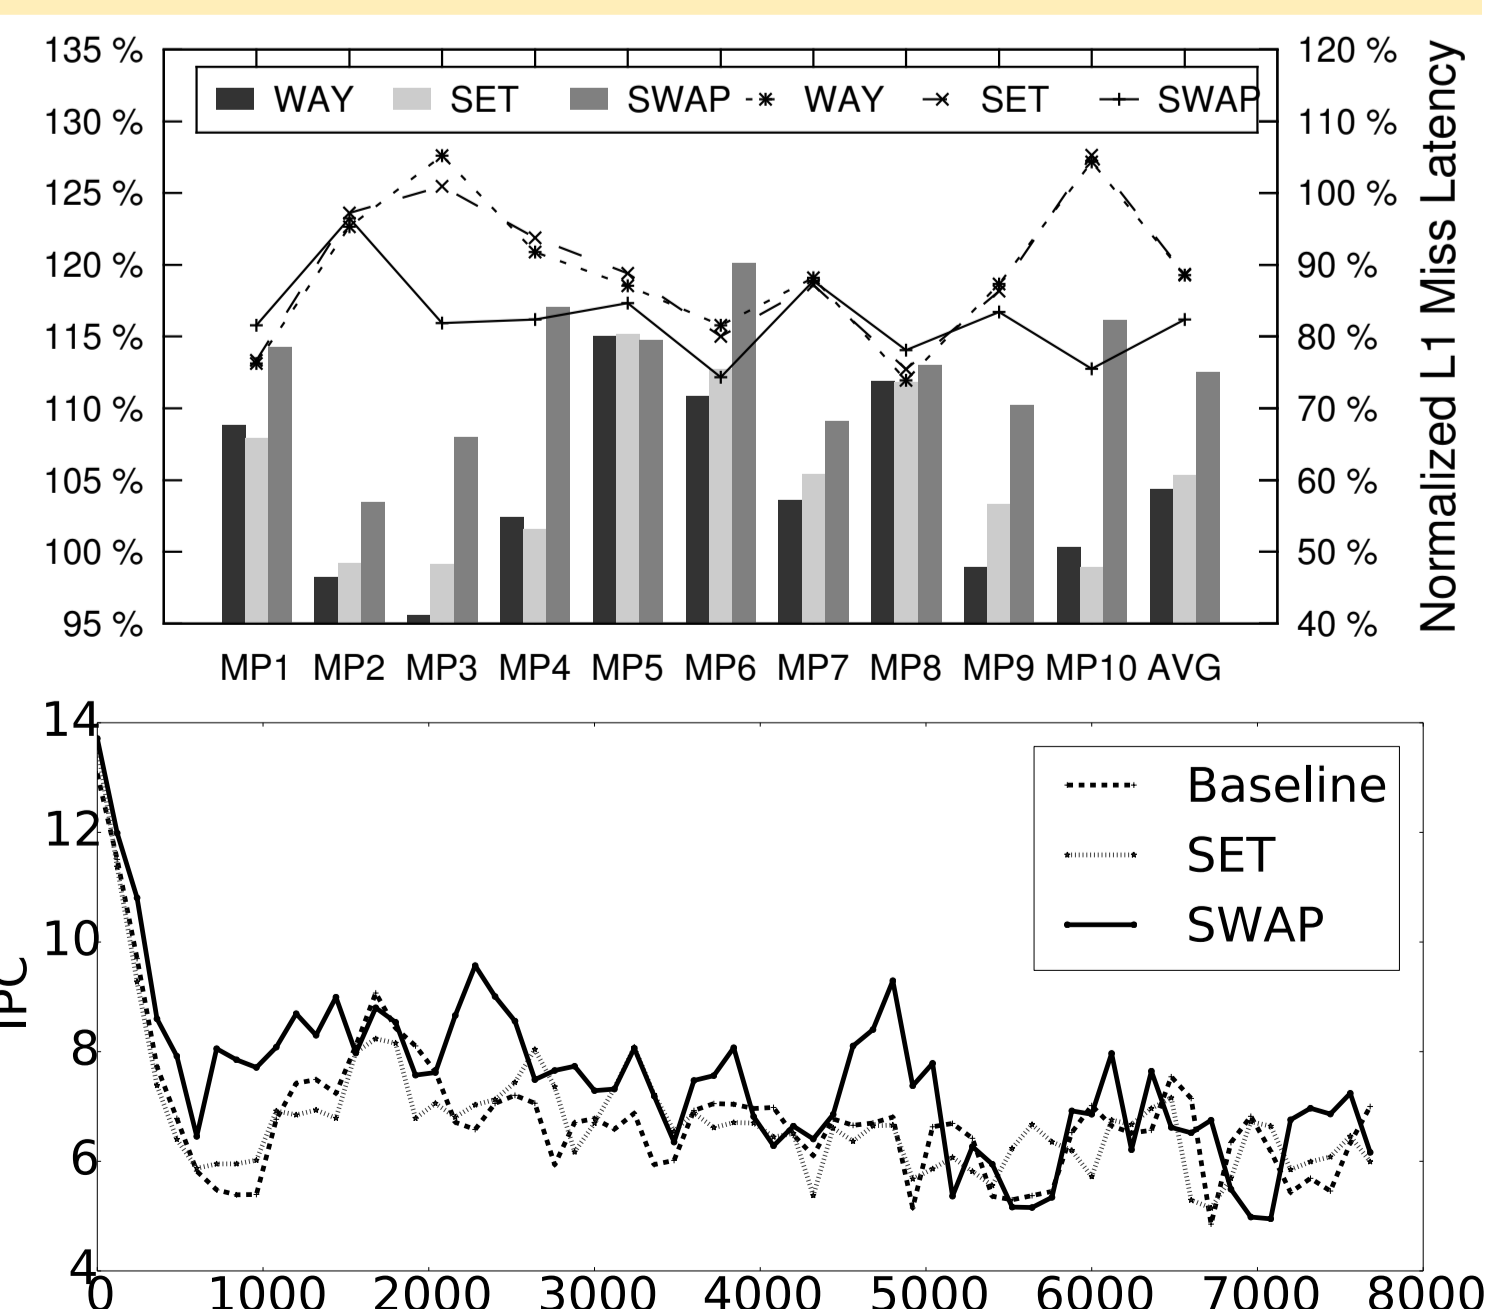 135 % 120 %
WAY SET SWAP WAY SET SWAP
130 % 110 %
125 % 100 %
120 % 90 %
115 % 80 %
110 % 70 %
105 % 60 %
100 % 50 %
95 % 40 %
Normalized L1 Miss Latency
MP1 MP2 MP3 MP4 MP5 MP6 MP7 MP8 MP9 MP10 AVG
14
12
10
8
6
4
IPC
Baseline
SET
SWAP
0 1000 2000 3000 4000 5000 6000 7000 8000